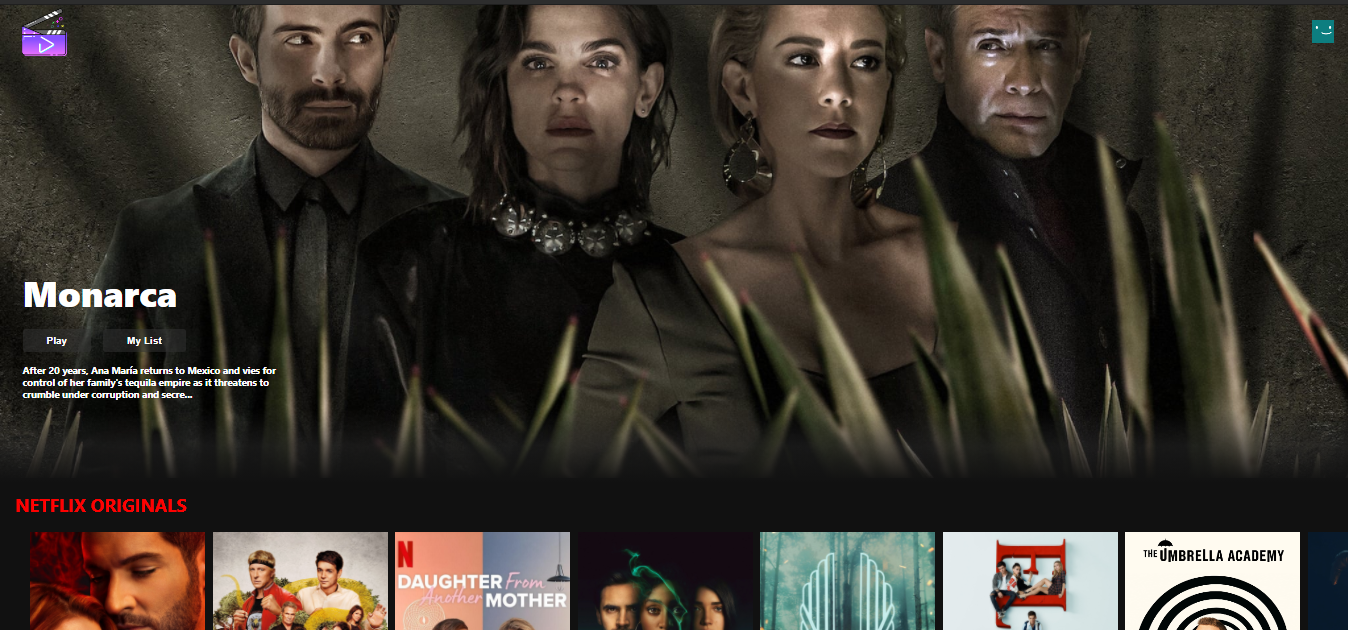 Monarca
Play
My List
After 20 years, Ana María returns to Mexico and vies for
control of her family's tequila empire as it threatens to
crumble under corruption and secre...
NETFLIX ORIGINALS
N
DAUGHTER From
Another MOTHER
E
THE UMBRELLA ACADEMY